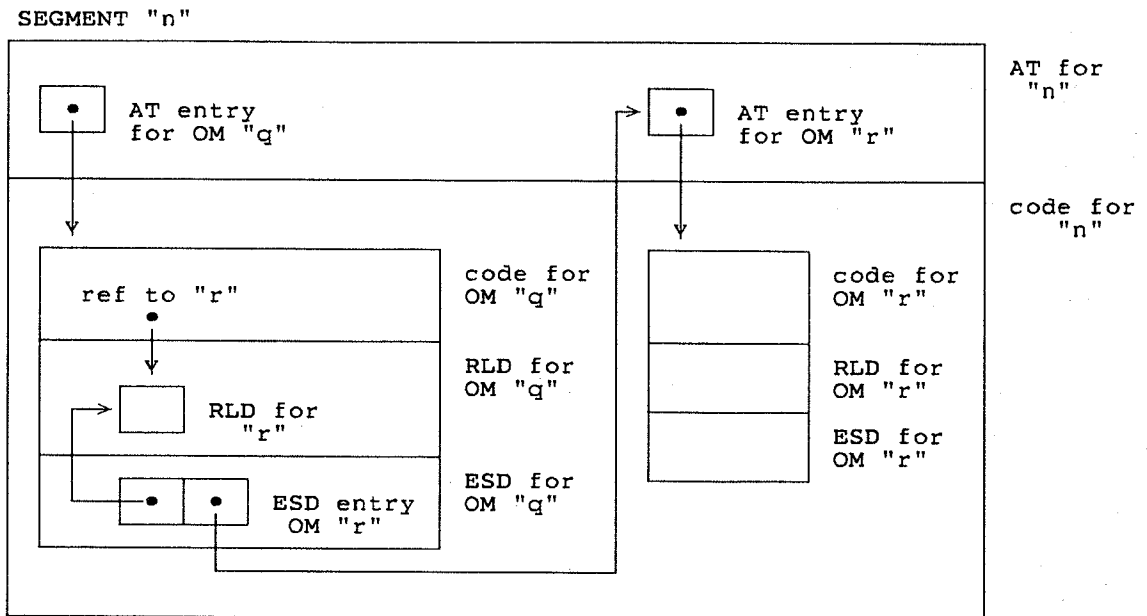 SEGMENT "n"
AT entry
for OM "q"
AT entry
for OM "r"
AT for
"n"
code for
"n"
ref to "r"
code for
OM "q"
code for
OM "r"
RLD for
"r"
RLD for
OM "q"
RLD for
OM "r"
ESD entry
OM "r"
ESD for
OM "q"
ESD for
OM "r"